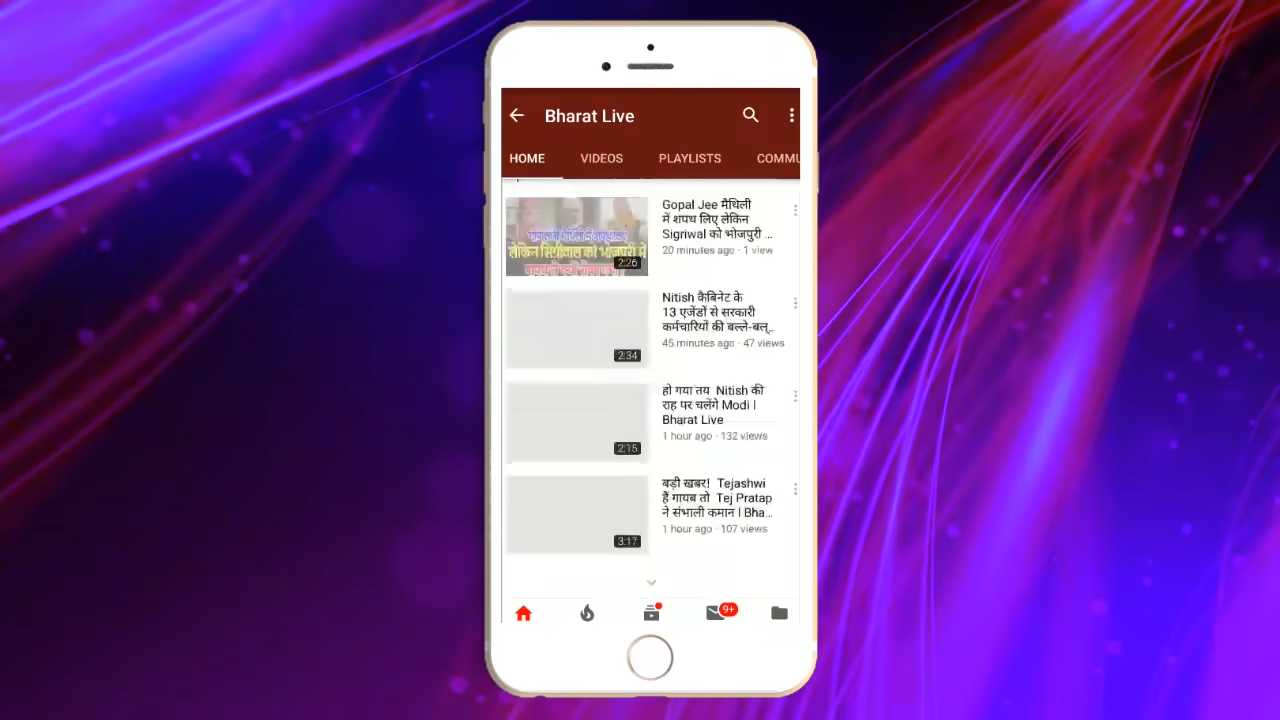 Bharat Live
HOME VIDEOS PLAYLISTS COMMU
Gopal Jee मैथिली
में शपथ लिए लेकिन
Sigriwal को भोजपुरी ...
20 minutes ago · 1 view
लेकिन सिग्रीवाल को भोजपुरी में
2:26
Nitish कैबिनेट के
13 एजेंडों से सरकारी
कर्मचारियों की बल्ले-बल्..
45 minutes ago · 47 views
2:34
हो गया तय Nitish की
राह पर चलेंगे Modi I
Bharat Live
1 hour ago · 132 views
2:15
बड़ी खबर! Tejashwi
हैं गायब तो Tej Pratap
ने संभाली कमान I Bha...
1 hour ago · 107 views
3:17
9+